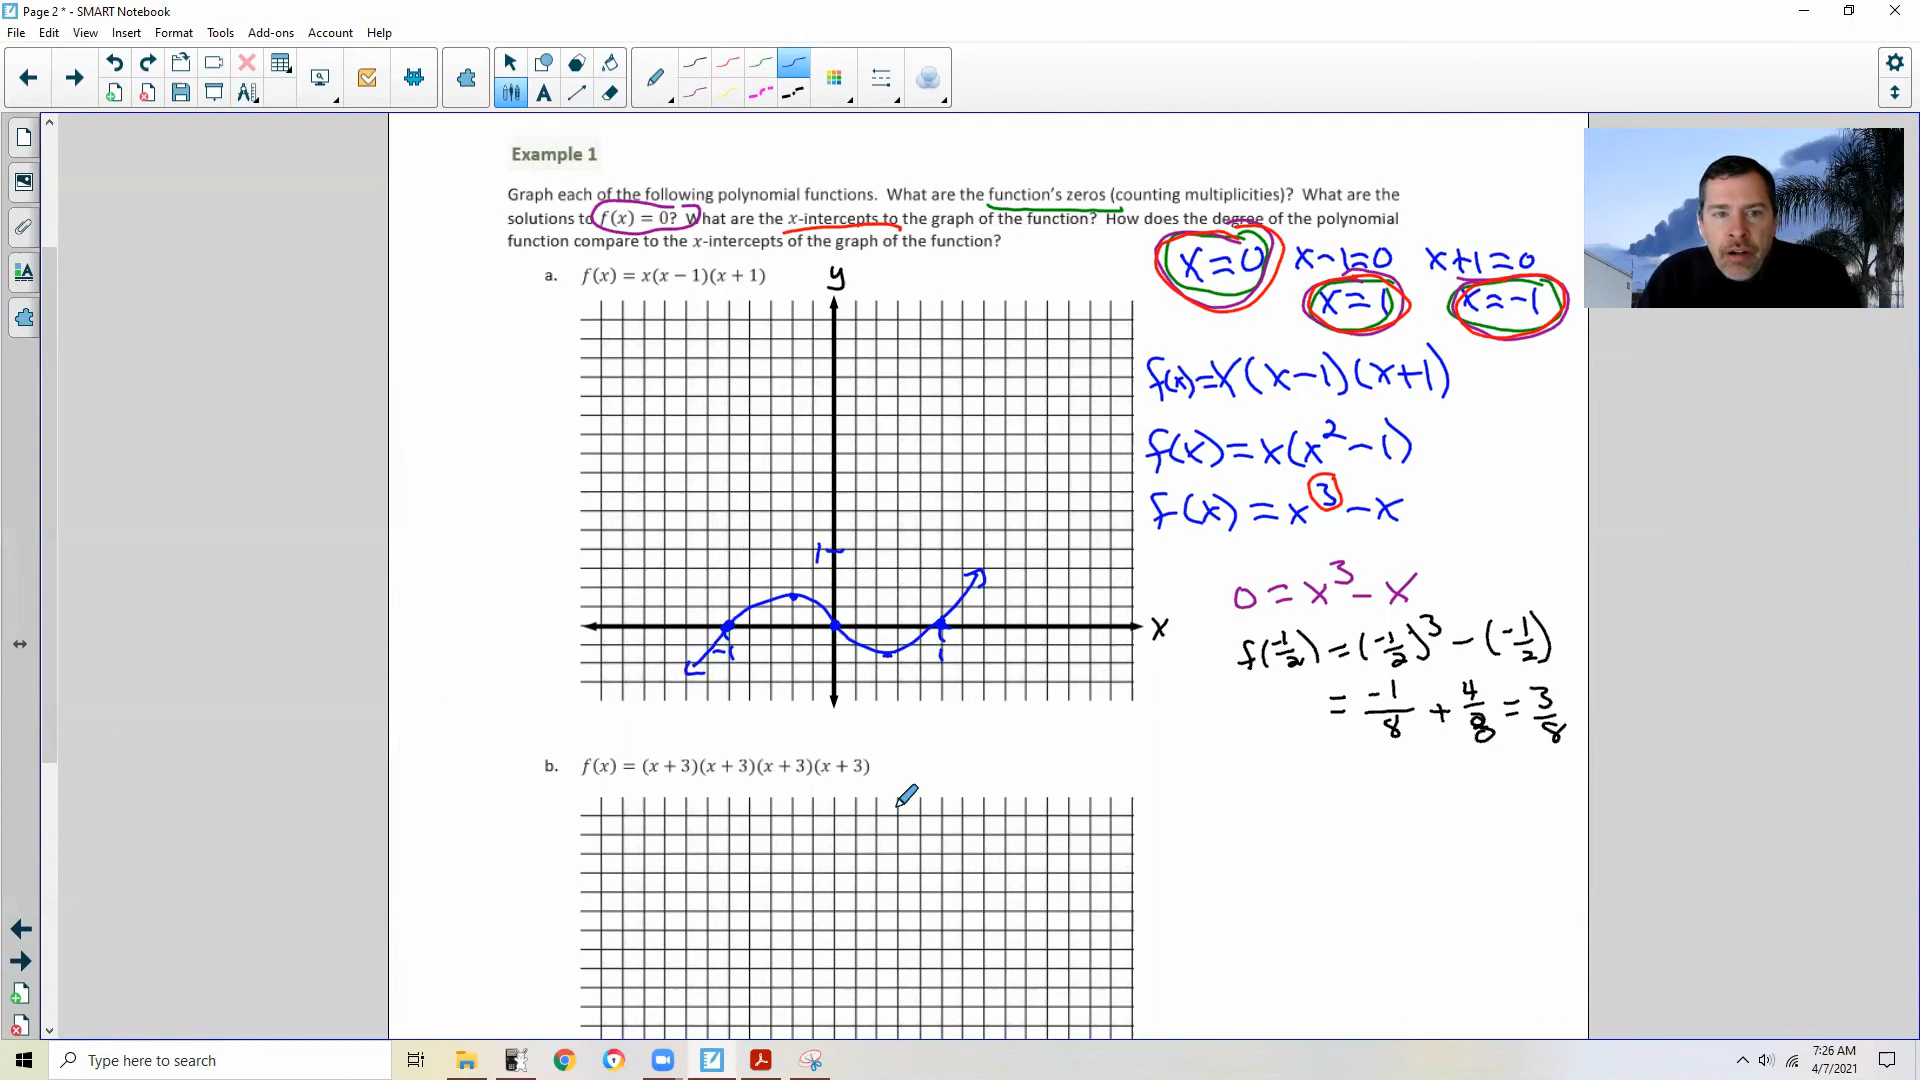 Page 2 * - SMART Notebook
File Edit View Insert Format Tools Add-ons Account Help
Example 1
Graph each of the following polynomial functions. What are the function's zeros (counting multiplicities)? What are the
solutions to f(x) = 0? What are the x-intercepts to the graph of the function? How does the degree of the polynomial
function compare to the x-intercepts of the graph of the function?
x=0 x-1=0 x+1=0
x=1 x=-1
a. f(x) = x(x − 1)(x + 1)
y
f(x)=x(x-1)(x+1)
f(x)=x(x²-1)
f(x)=x³-x
1
0=x³-x
x
-1 1
f(-1/2)=(-1/2)³-(-1/2)
= -1/8 + 4/8 = 3/8
b. f(x) = (x + 3)(x + 3)(x + 3)(x + 3)
Type here to search
7:26 AM
4/7/2021